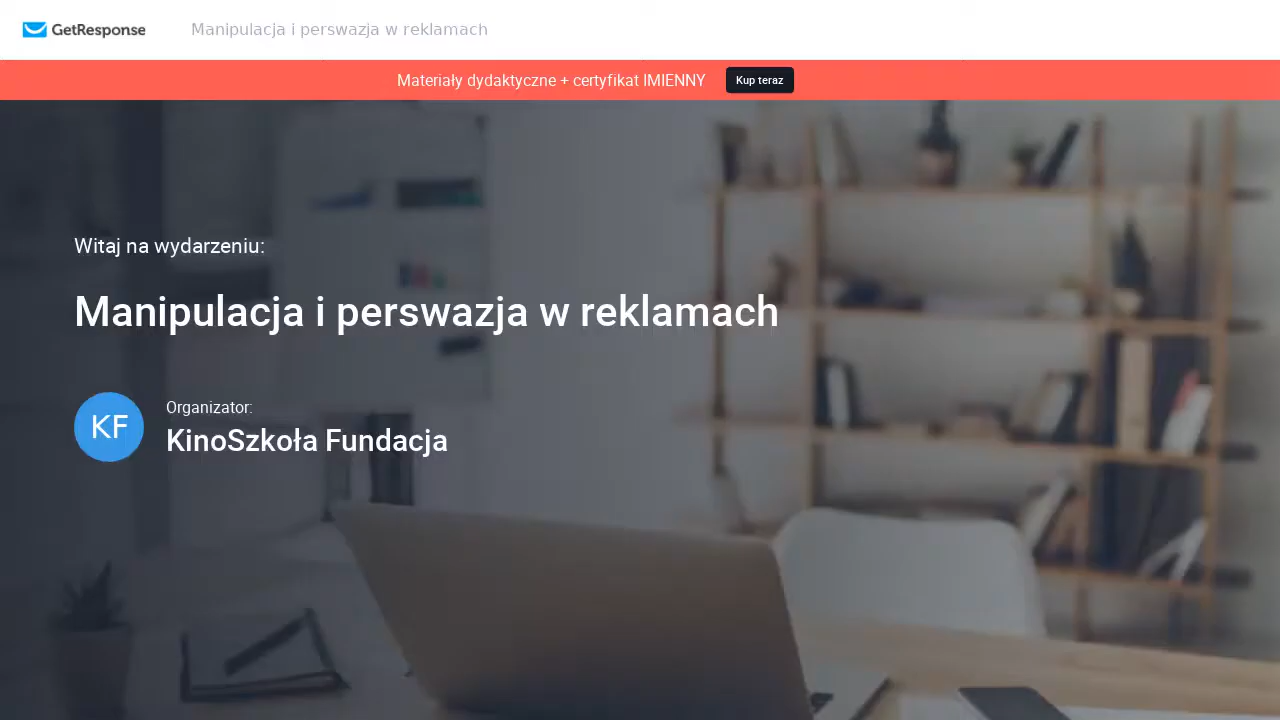 GetResponse
Manipulacja i perswazja w reklamach
Materiały dydaktyczne + certyfikat IMIENNY
Kup teraz
Witaj na wydarzeniu:
Manipulacja i perswazja w reklamach
KF
Organizator:
KinoSzkoła Fundacja